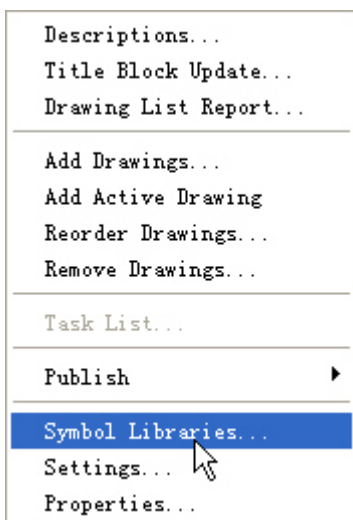 Descriptions...
Title Block Update...
Drawing List Report...
Add Drawings...
Add Active Drawing
Reorder Drawings...
Remove Drawings...
Task List...
Publish
Symbol Libraries...
Settings...
Properties...